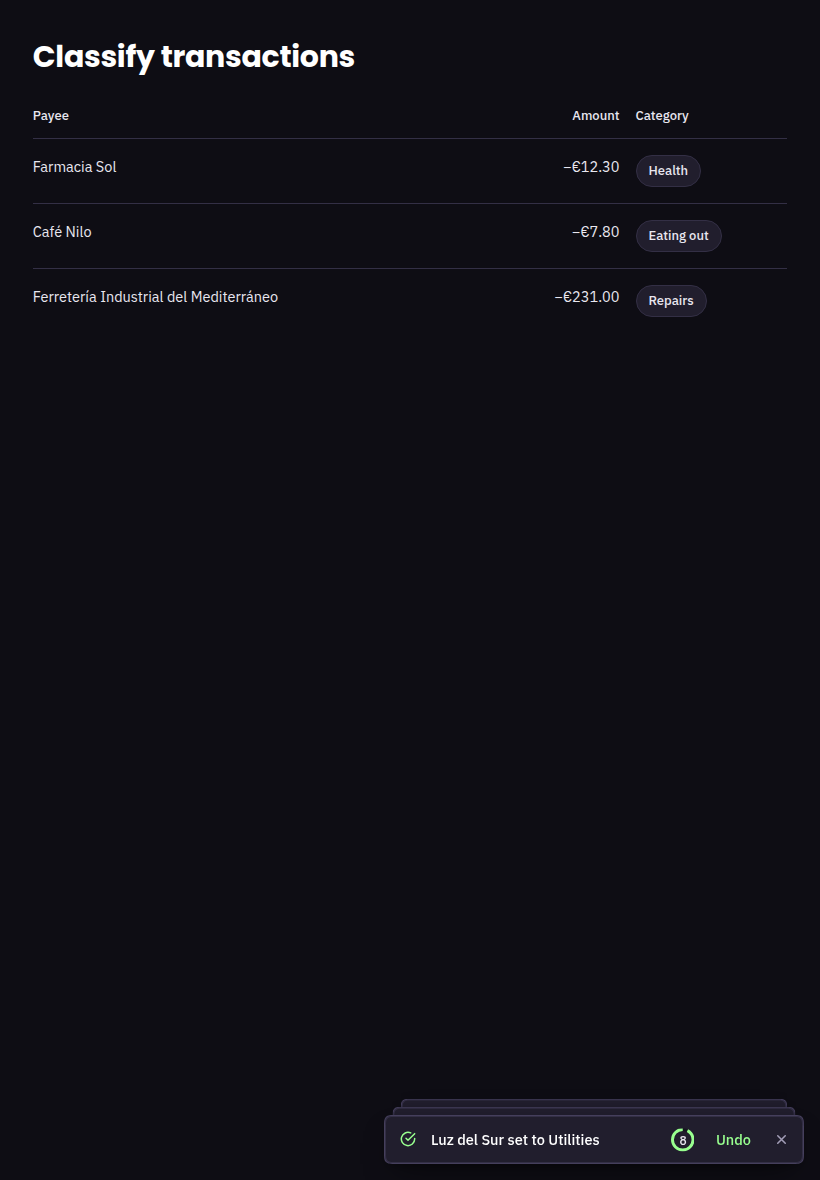 Classify transactions
Payee Amount Category
Farmacia Sol −€12.30 Health
Café Nilo −€7.80 Eating out
Ferretería Industrial del Mediterráneo −€231.00 Repairs
Luz del Sur set to Utilities 8 Undo